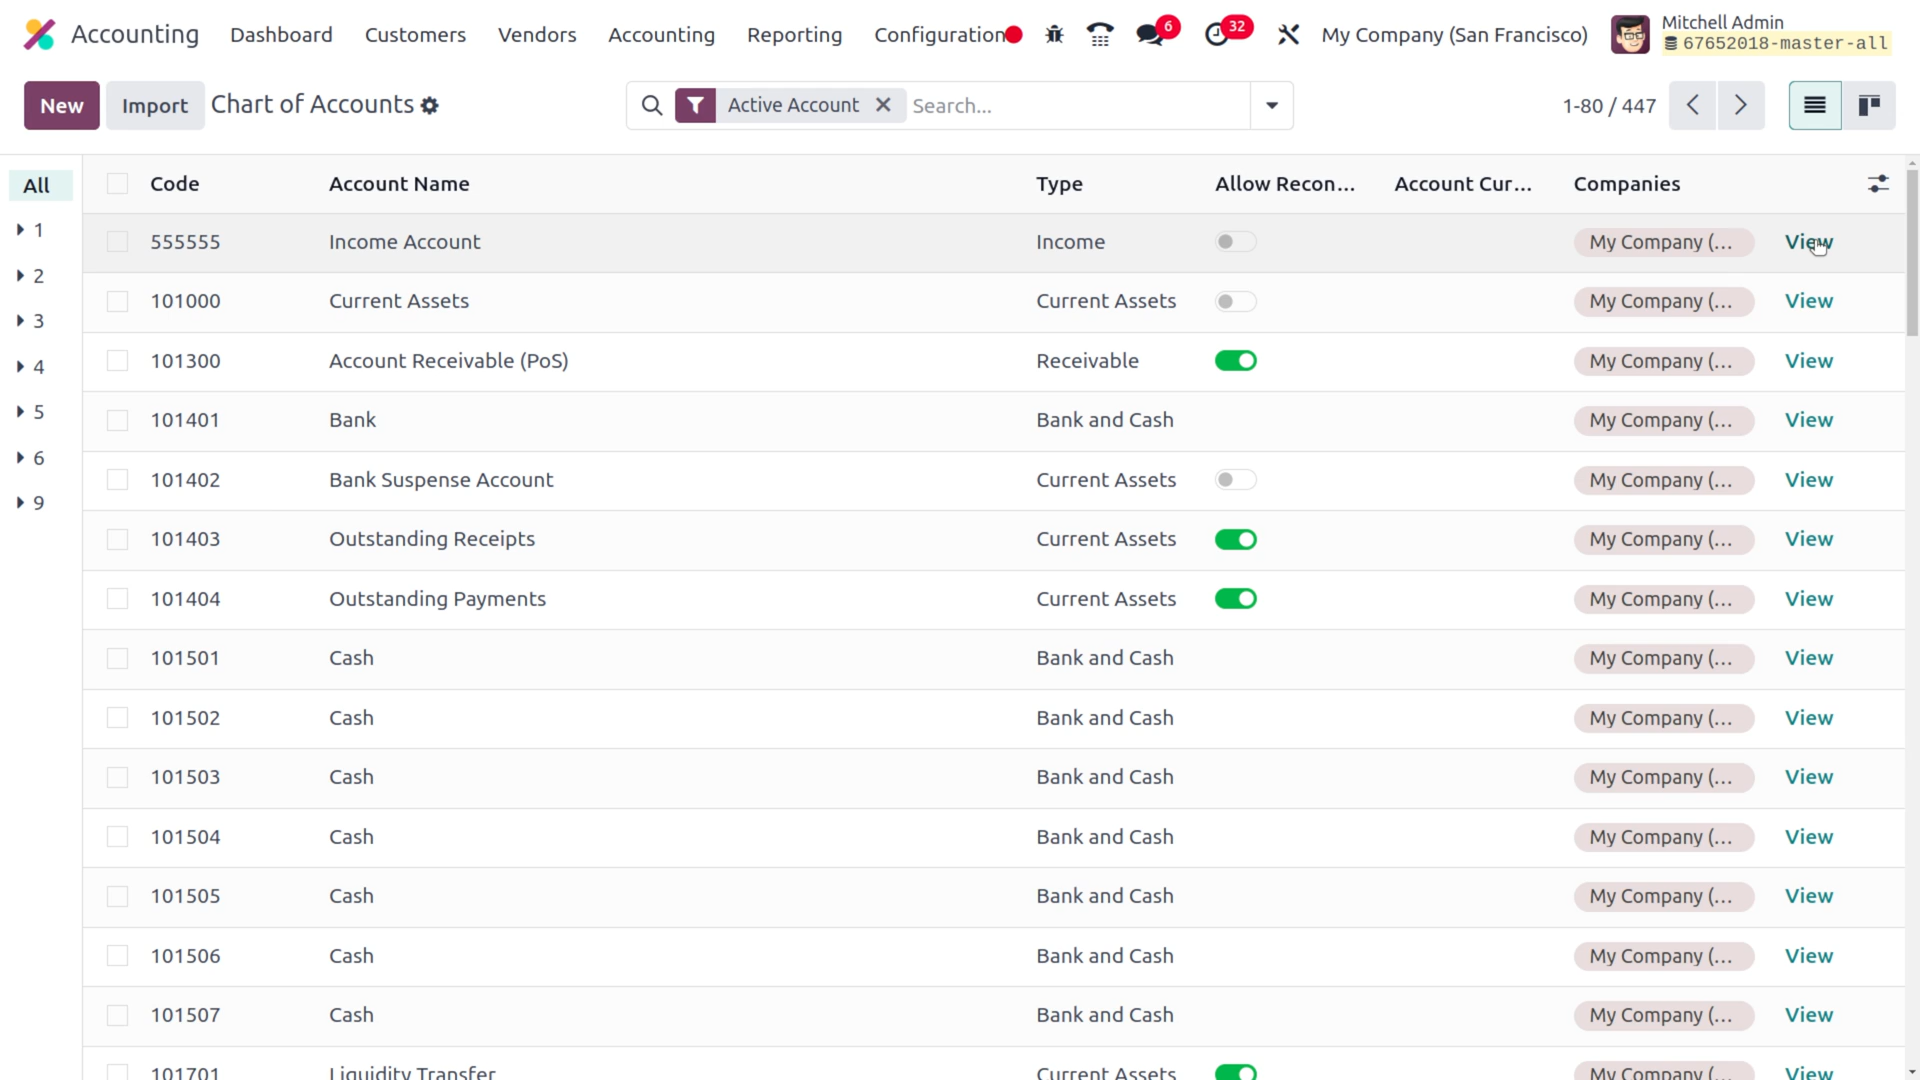 Accounting Dashboard Customers Vendors Accounting Reporting Configuration 6 32 My Company (San Francisco) Mitchell Admin
67652018-master-all
New Import Chart of Accounts Active Account Search... 1-80 / 447
All Code Account Name Type Allow Recon... Account Cur... Companies
1
2
3
4
5
6
9
555555 Income Account Income My Company (... View
101000 Current Assets Current Assets My Company (... View
101300 Account Receivable (PoS) Receivable My Company (... View
101401 Bank Bank and Cash My Company (... View
101402 Bank Suspense Account Current Assets My Company (... View
101403 Outstanding Receipts Current Assets My Company (... View
101404 Outstanding Payments Current Assets My Company (... View
101501 Cash Bank and Cash My Company (... View
101502 Cash Bank and Cash My Company (... View
101503 Cash Bank and Cash My Company (... View
101504 Cash Bank and Cash My Company (... View
101505 Cash Bank and Cash My Company (... View
101506 Cash Bank and Cash My Company (... View
101507 Cash Bank and Cash My Company (... View
101701 Liquidity Transfer Current Assets My Company (... View